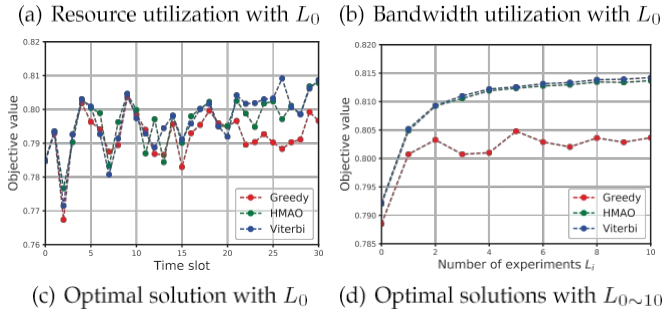 (a) Resource utilization with L₀
(b) Bandwidth utilization with L₀
0.82
0.81
0.80
0.79
0.78
0.77
0.76
Objective value
0 5 10 15 20 25 30
Time slot
Greedy
HMAO
Viterbi
0.820
0.815
0.810
0.805
0.800
0.795
0.790
0.785
Objective value
0 2 4 6 8 10
Number of experiments Lᵢ
Greedy
HMAO
Viterbi
(c) Optimal solution with L₀
(d) Optimal solutions with L₀∼₁₀